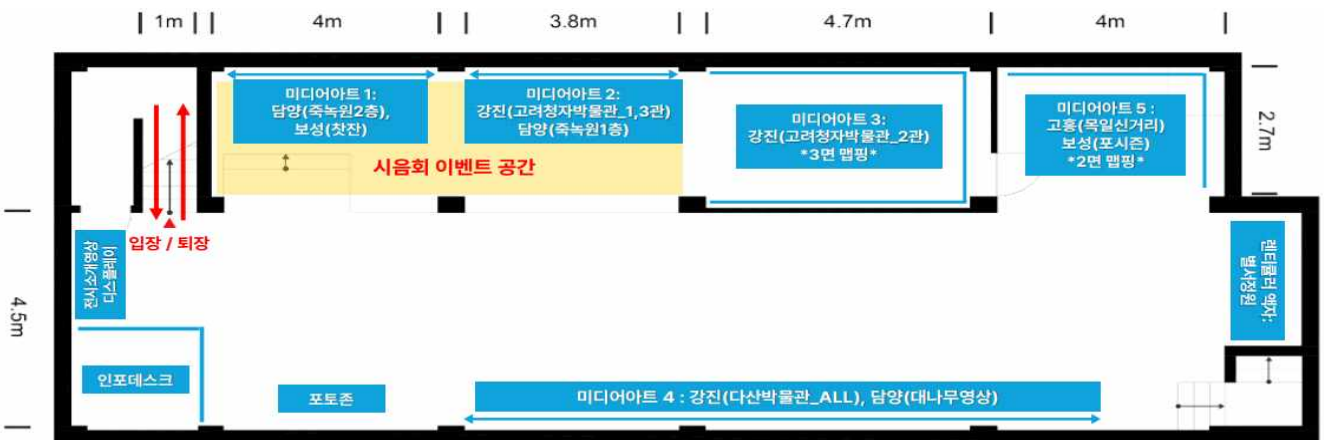 1m
4m
3.8m
4.7m
4m
미디어아트 1:
담양(죽녹원2층),
보성(찻잔)
미디어아트 2:
강진(고려청자박물관_1,3관)
담양(죽녹원1층)
미디어아트 3:
강진(고려청자박물관_2관)
*3면 맵핑*
미디어아트 5 :
고흥(목일신거리)
보성(포시즌)
*2면 맵핑*
2.7m
시음회 이벤트 공간
입장 / 퇴장
전시소개영상
디스플레이
렌티큘러 액자:
별서정원
4.5m
인포데스크
포토존
미디어아트 4 : 강진(다산박물관_ALL), 담양(대나무영상)